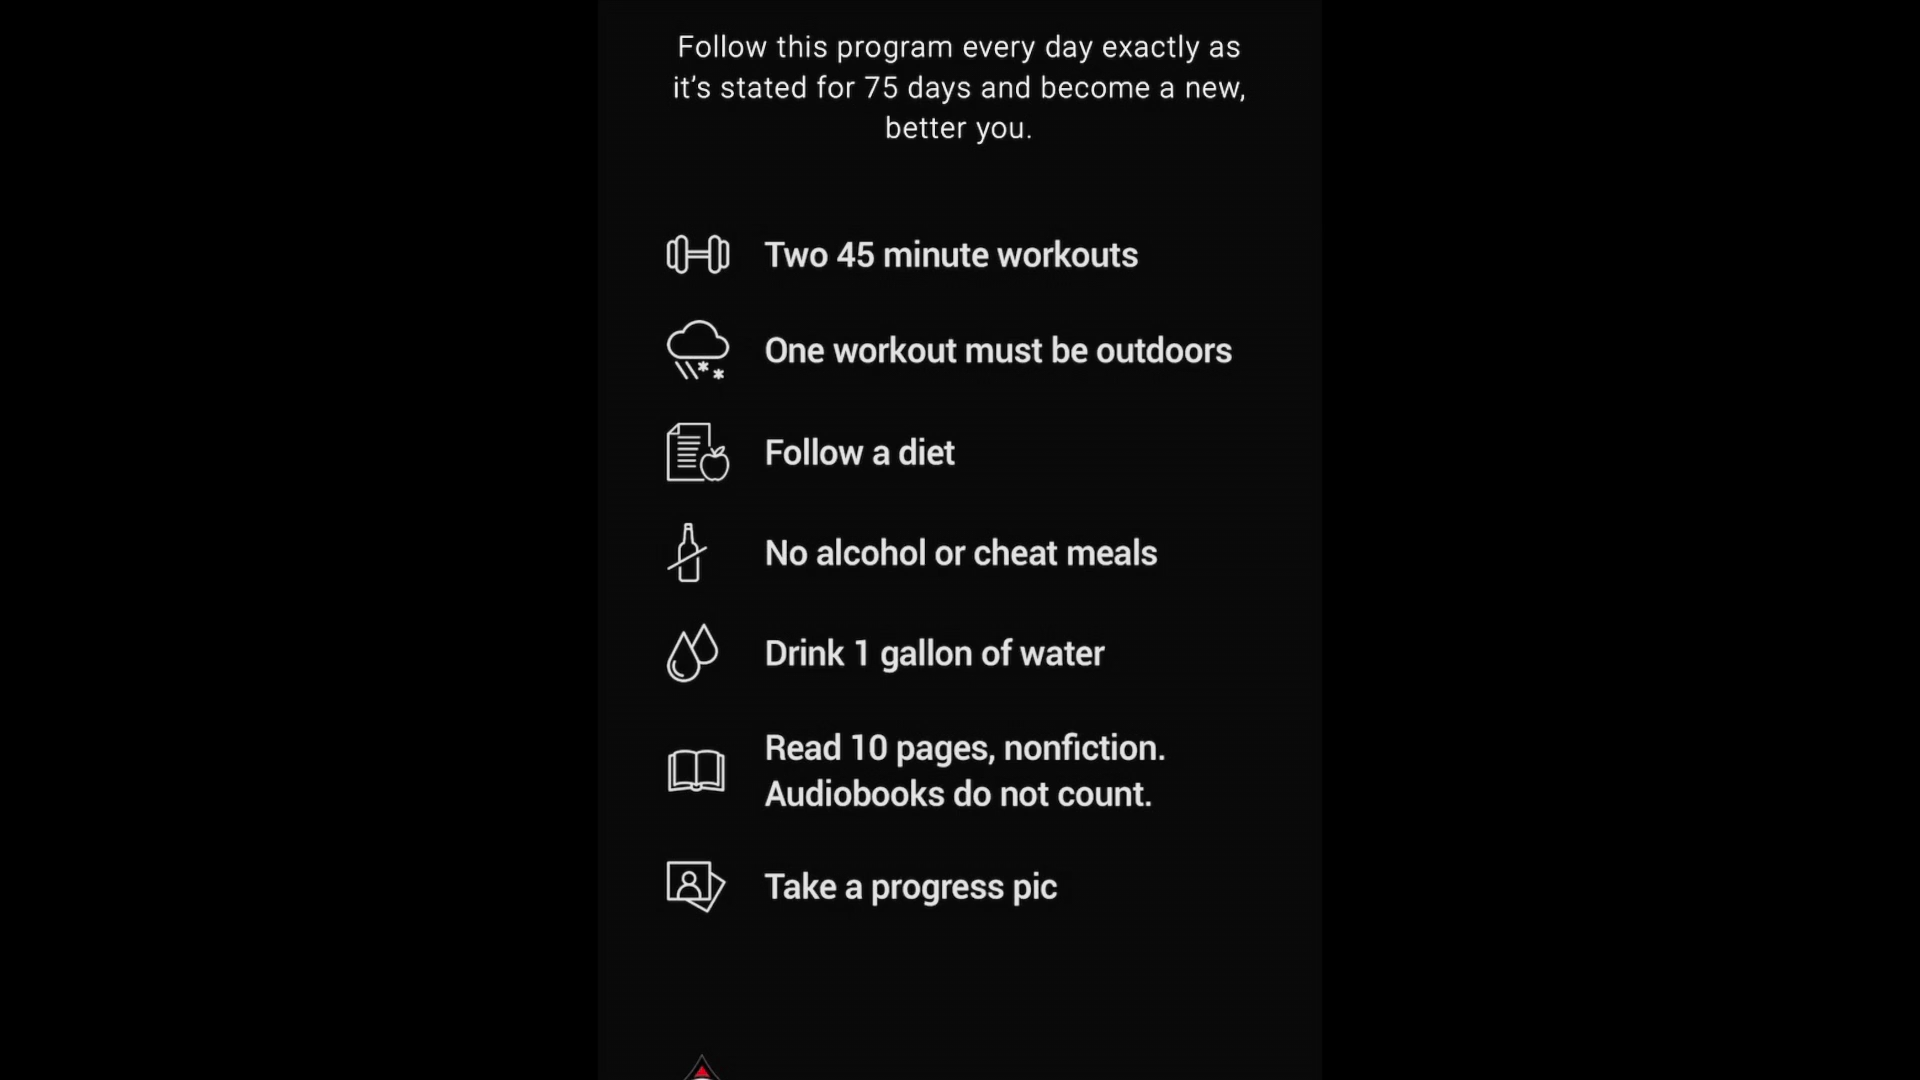 Follow this program every day exactly as
it’s stated for 75 days and become a new,
better you.
Two 45 minute workouts
One workout must be outdoors
Follow a diet
No alcohol or cheat meals
Drink 1 gallon of water
Read 10 pages, nonfiction.
Audiobooks do not count.
Take a progress pic